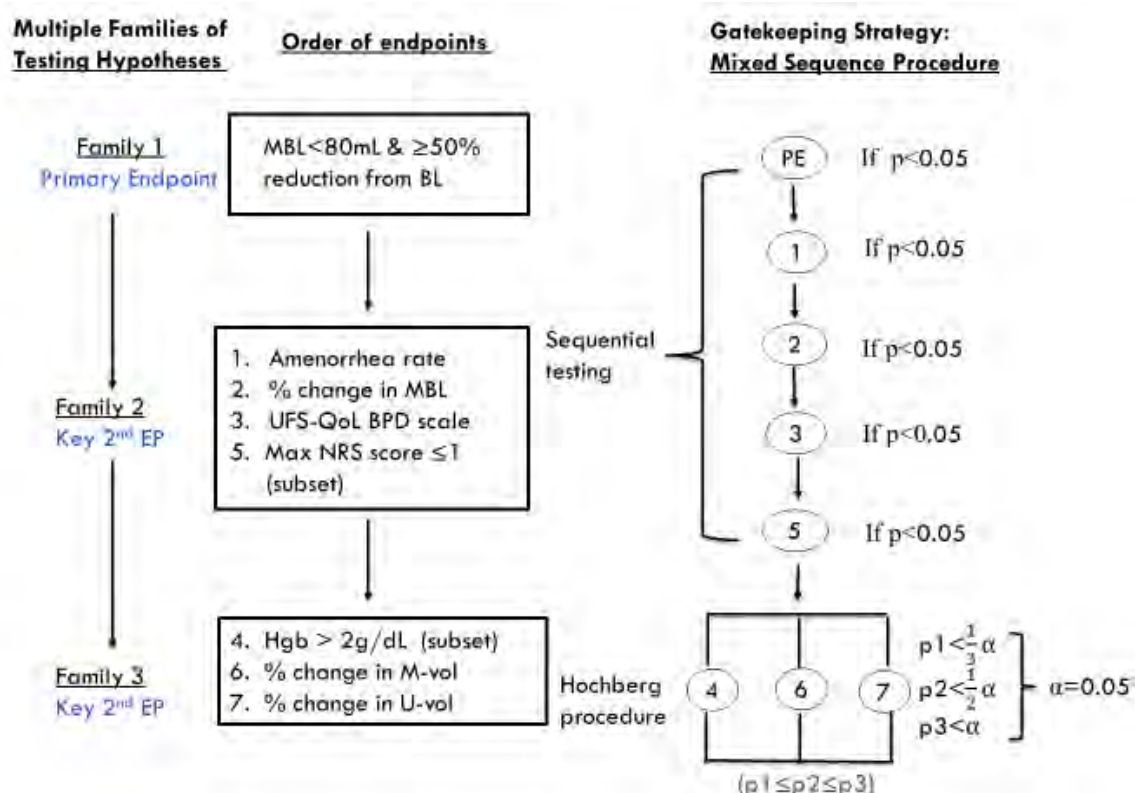 Multiple Families of
Testing Hypotheses
Order of endpoints
Gatekeeping Strategy:
Mixed Sequence Procedure
Family 1
Primary Endpoint
MBL<80mL & ≥50%
reduction from BL
PE If p<0.05
1 If p<0.05
Family 2
Key 2nd EP
1. Amenorrhea rate
2. % change in MBL
3. UFS-QoL BPD scale
5. Max NRS score ≤1
(subset)
Sequential
testing
2 If p<0.05
3 If p<0.05
5 If p<0.05
Family 3
Key 2nd EP
4. Hgb > 2g/dL (subset)
6. % change in M-vol
7. % change in U-vol
Hochberg
procedure
4 6 7
p1<1/3 α
p2<1/2 α
p3<α
α=0.05
(p1≤p2≤p3)